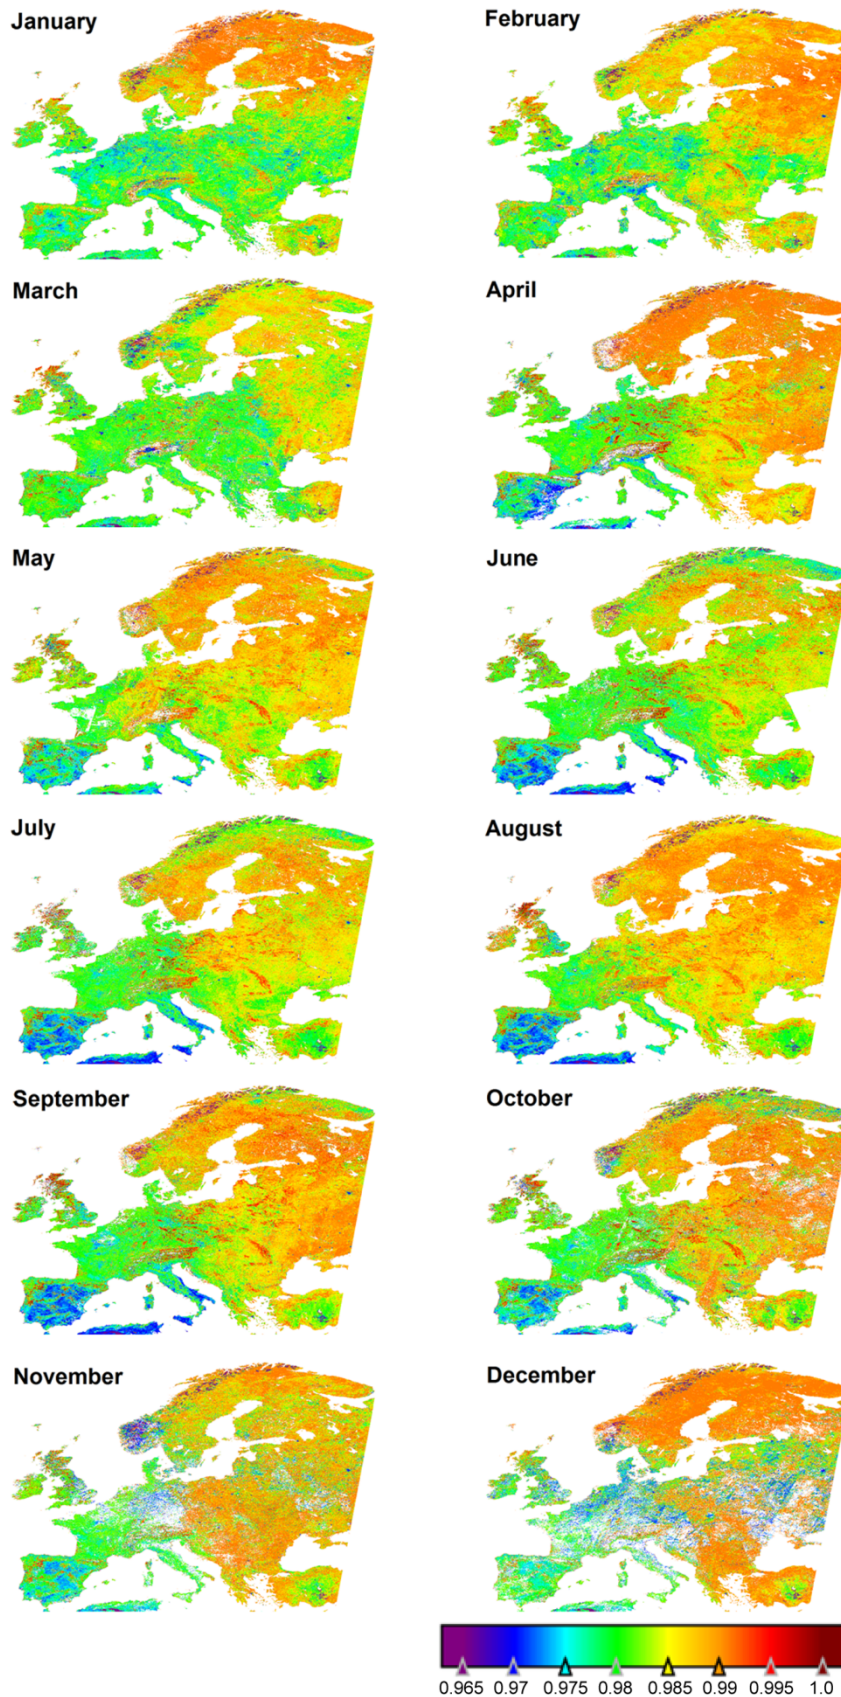 January February
March April
May June
July August
September October
November December
0.965 0.97 0.975 0.98 0.985 0.99 0.995 1.0